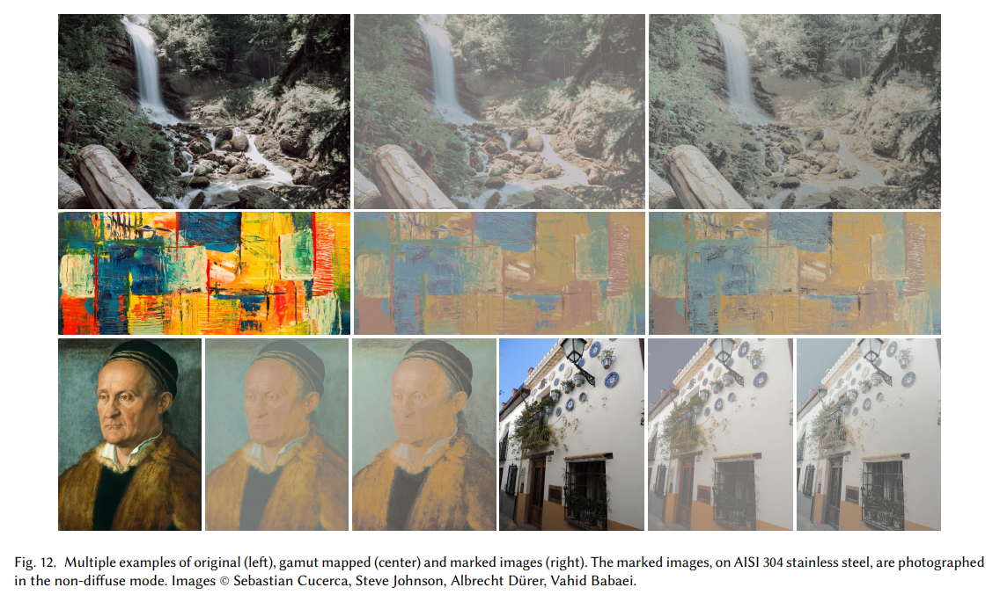 Fig. 12. Multiple examples of original (left), gamut mapped (center) and marked images (right). The marked images, on AISI 304 stainless steel, are photographed
in the non-diffuse mode. Images © Sebastian Cucerca, Steve Johnson, Albrecht Dürer, Vahid Babaei.